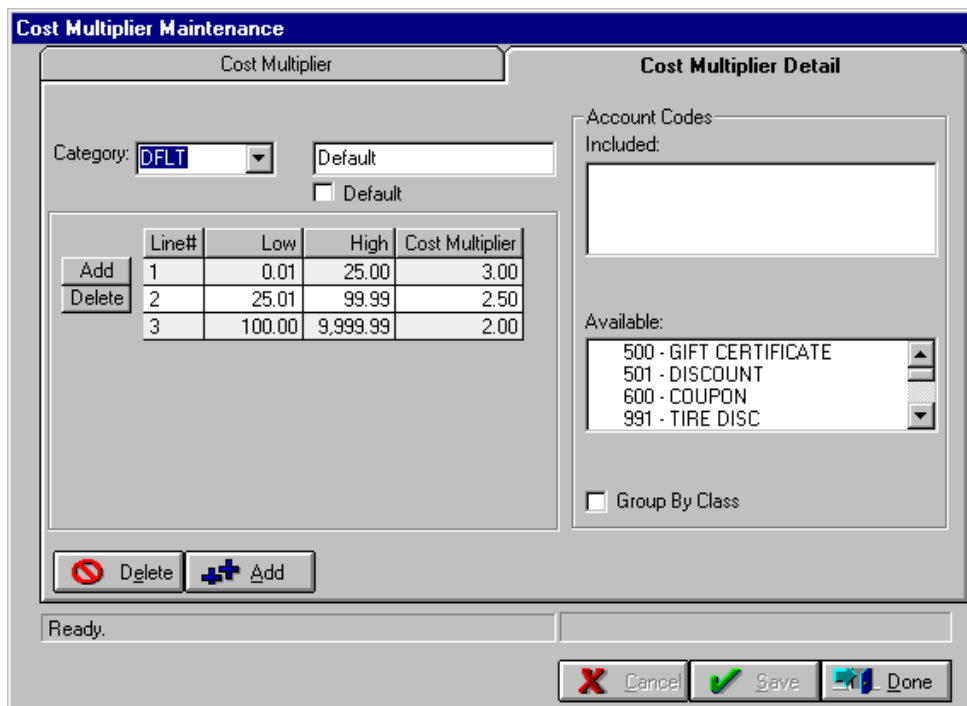 Cost Multiplier Maintenance
Cost Multiplier
Cost Multiplier Detail
Category: DFLT
Default
Default
Line# Low High Cost Multiplier
Add
Delete
1 0.01 25.00 3.00
2 25.01 99.99 2.50
3 100.00 9,999.99 2.00
Account Codes
Included:
Available:
500 - GIFT CERTIFICATE
501 - DISCOUNT
600 - COUPON
991 - TIRE DISC
Group By Class
Delete
Add
Ready.
Cancel
Save
Done